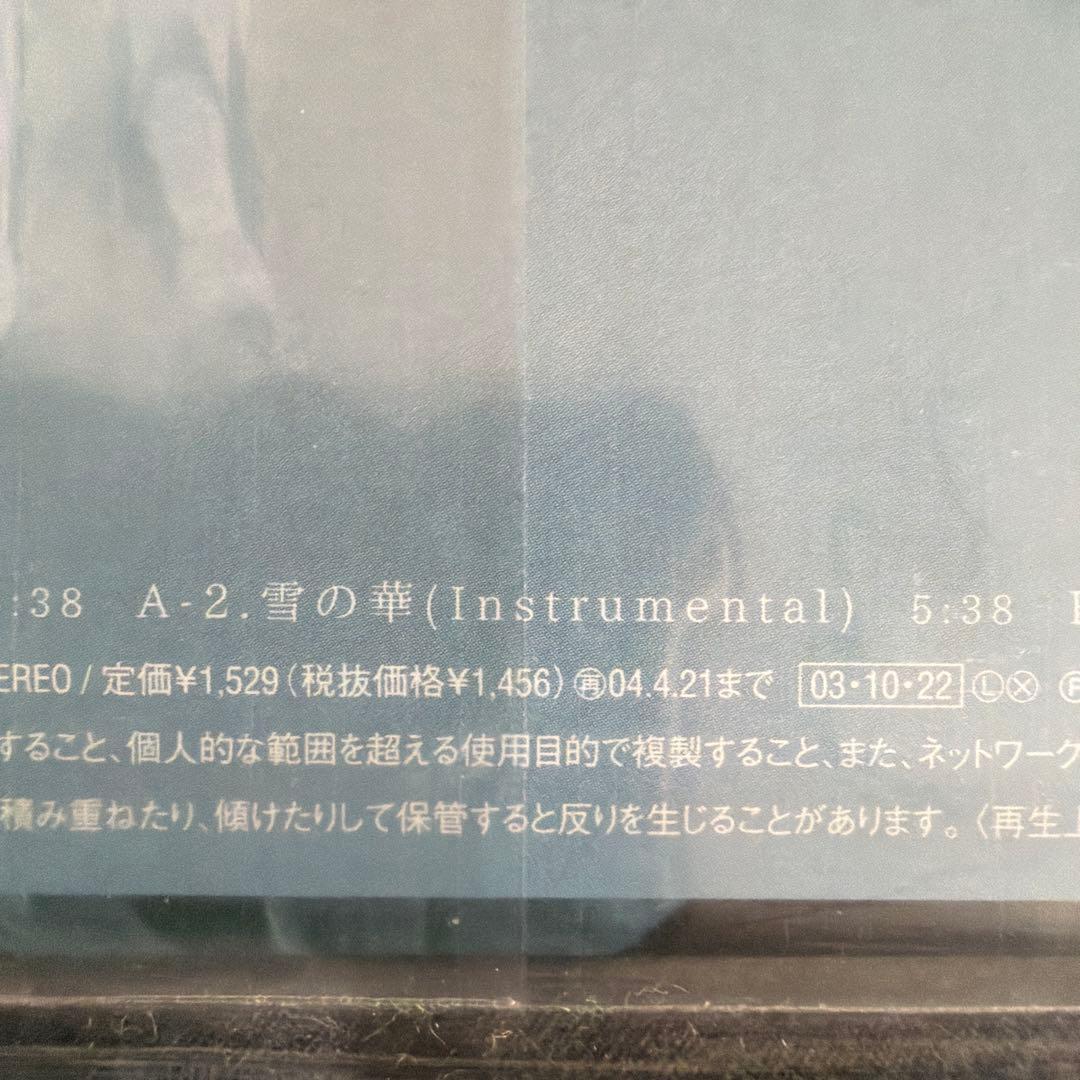 :38 A-2.雪の華(Instrumental) 5:38
EREO / 定価¥1,529(税抜価格¥1,456)㊢04.4.21まで 03・10・22 Ⓛ Ⓧ Ⓟ
すること、個人的な範囲を超える使用目的で複製すること、また、ネットワーク
積み重ねたり、傾けたりして保管すると反りを生じることがあります。〈再生上